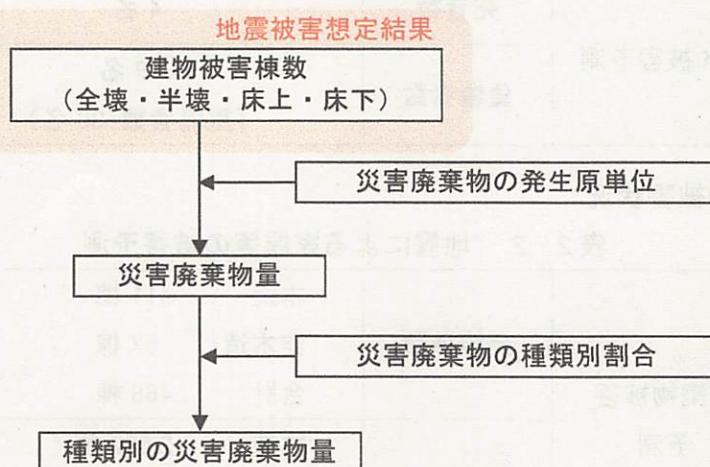 地震被害想定結果
建物被害棟数
（全壊・半壊・床上・床下）
災害廃棄物の発生原単位
災害廃棄物量
災害廃棄物の種類別割合
種類別の災害廃棄物量